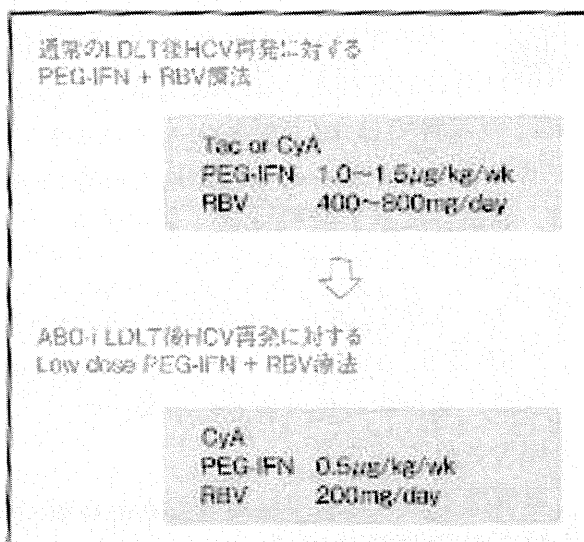 通常のLDLT後HCV再発に対する
PEG-IFN + RBV療法
Tac or CyA
PEG-IFN 1.0~1.5μg/kg/wk
RBV 400~800mg/day
ABO-i LDLT後HCV再発に対する
Low dose PEG-IFN + RBV療法
CyA
PEG-IFN 0.5μg/kg/wk
RBV 200mg/day